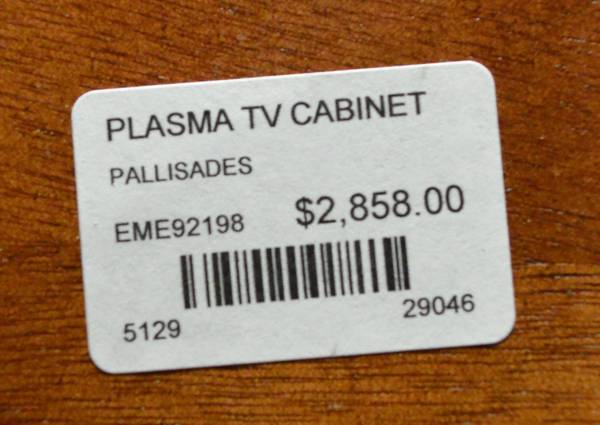 PLASMA TV CABINET
PALLISADES
EME92198 $2,858.00
5129 29046